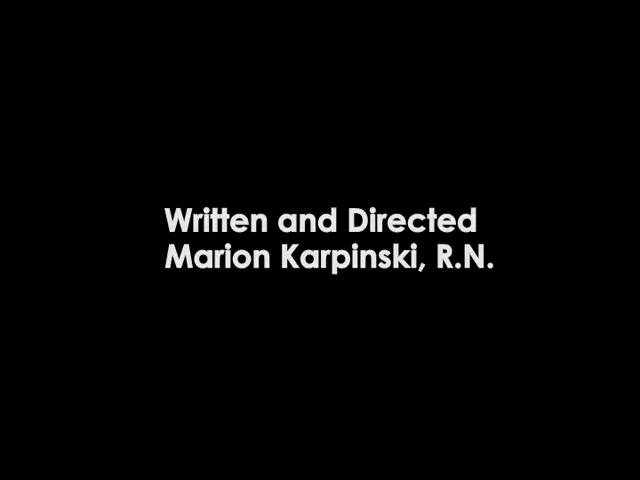 Written and Directed
Marion Karpinski, R.N.